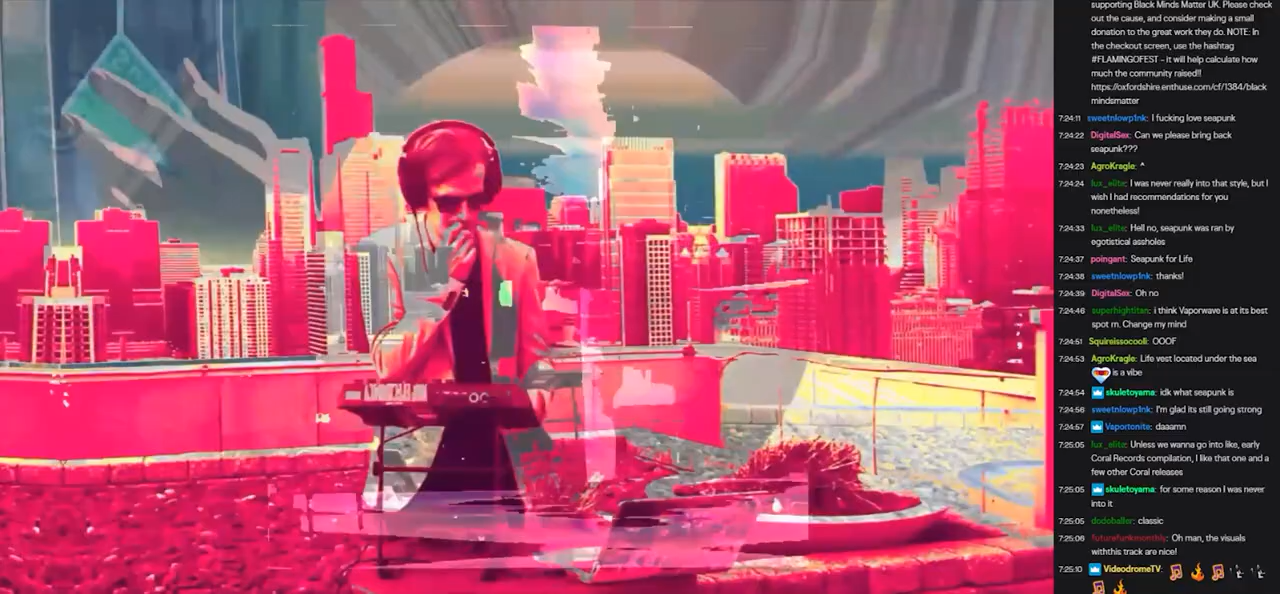 supporting Black Minds Matter UK. Please check
out the cause, and consider making a small
donation to the great work they do. NOTE: In
the checkout screen, use the hashtag
#FLAMINGOFEST - it will help calculate how
much the community raised!!
https://oxfordshire.enthuse.com/cf/1384/black
mindsmatter
7:24:11 sweetnlowp1nk: I fucking love seapunk
7:24:22 DigitalSex: Can we please bring back
seapunk???
7:24:23 AgroKragle: ^
7:24:24 lux_elite: I was never really into that style, but I
wish I had recommendations for you
nonetheless!
7:24:33 lux_elite: Hell no, seapunk was ran by
egotistical assholes
7:24:37 poingant: Seapunk for Life
7:24:38 sweetnlowp1nk: thanks!
7:24:39 DigitalSex: Oh no
7:24:46 superhightitan: i think Vaporwave is at its best
spot rn. Change my mind
7:24:51 Squireissocooli: OOOF
7:24:53 AgroKragle: Life vest located under the sea
is a vibe
7:24:54 skuletoyama: idk what seapunk is
7:24:56 sweetnlowp1nk: I'm glad its still going strong
7:24:57 Vaportonite: daaamn
7:25:05 lux_elite: Unless we wanna go into like, early
Coral Records compilation, I like that one and a
few other Coral releases
7:25:05 skuletoyama: for some reason I was never
into it
7:25:05 dodoballer: classic
7:25:06 futurefunkmonthly: Oh man, the visuals
withthis track are nice!
7:25:10 VideodromeTV: